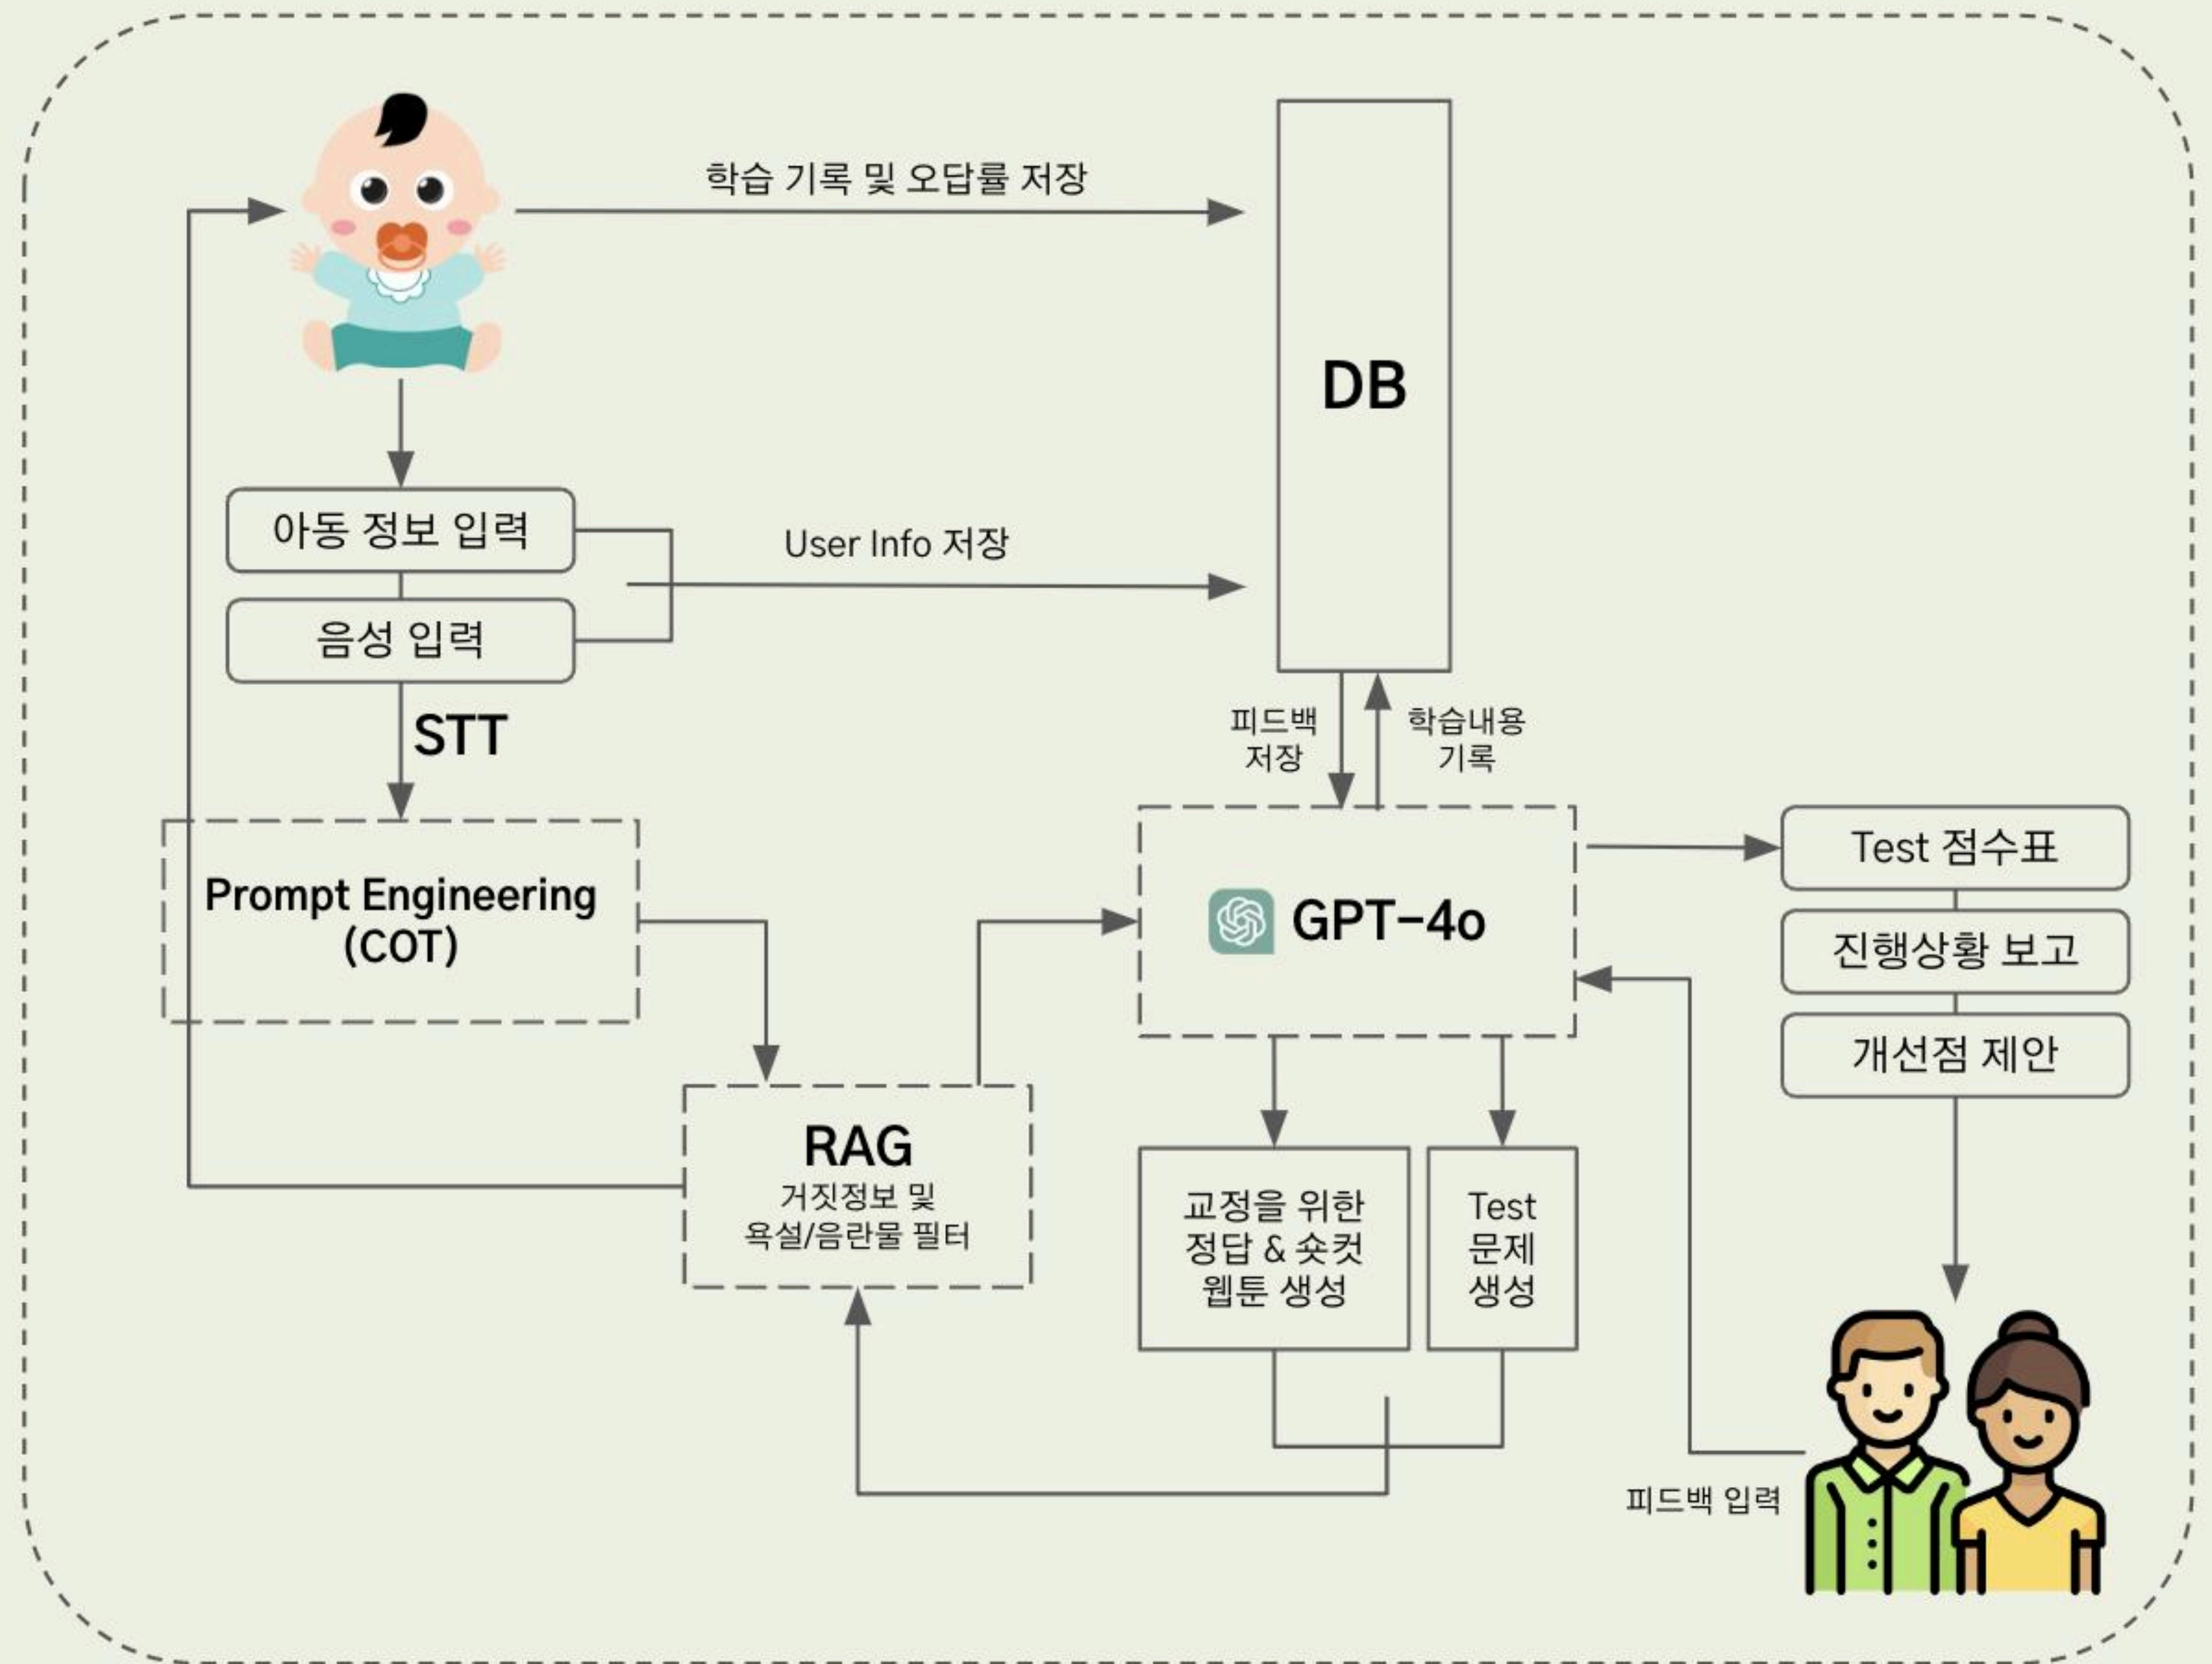 학습 기록 및 오답률 저장
DB
아동 정보 입력
User Info 저장
음성 입력
STT
피드백
저장
학습내용
기록
Prompt Engineering
(COT)
GPT-4o
Test 점수표
진행상황 보고
개선점 제안
RAG
거짓정보 및
욕설/음란물 필터
교정을 위한
정답 & 숏컷
웹툰 생성
Test
문제
생성
피드백 입력